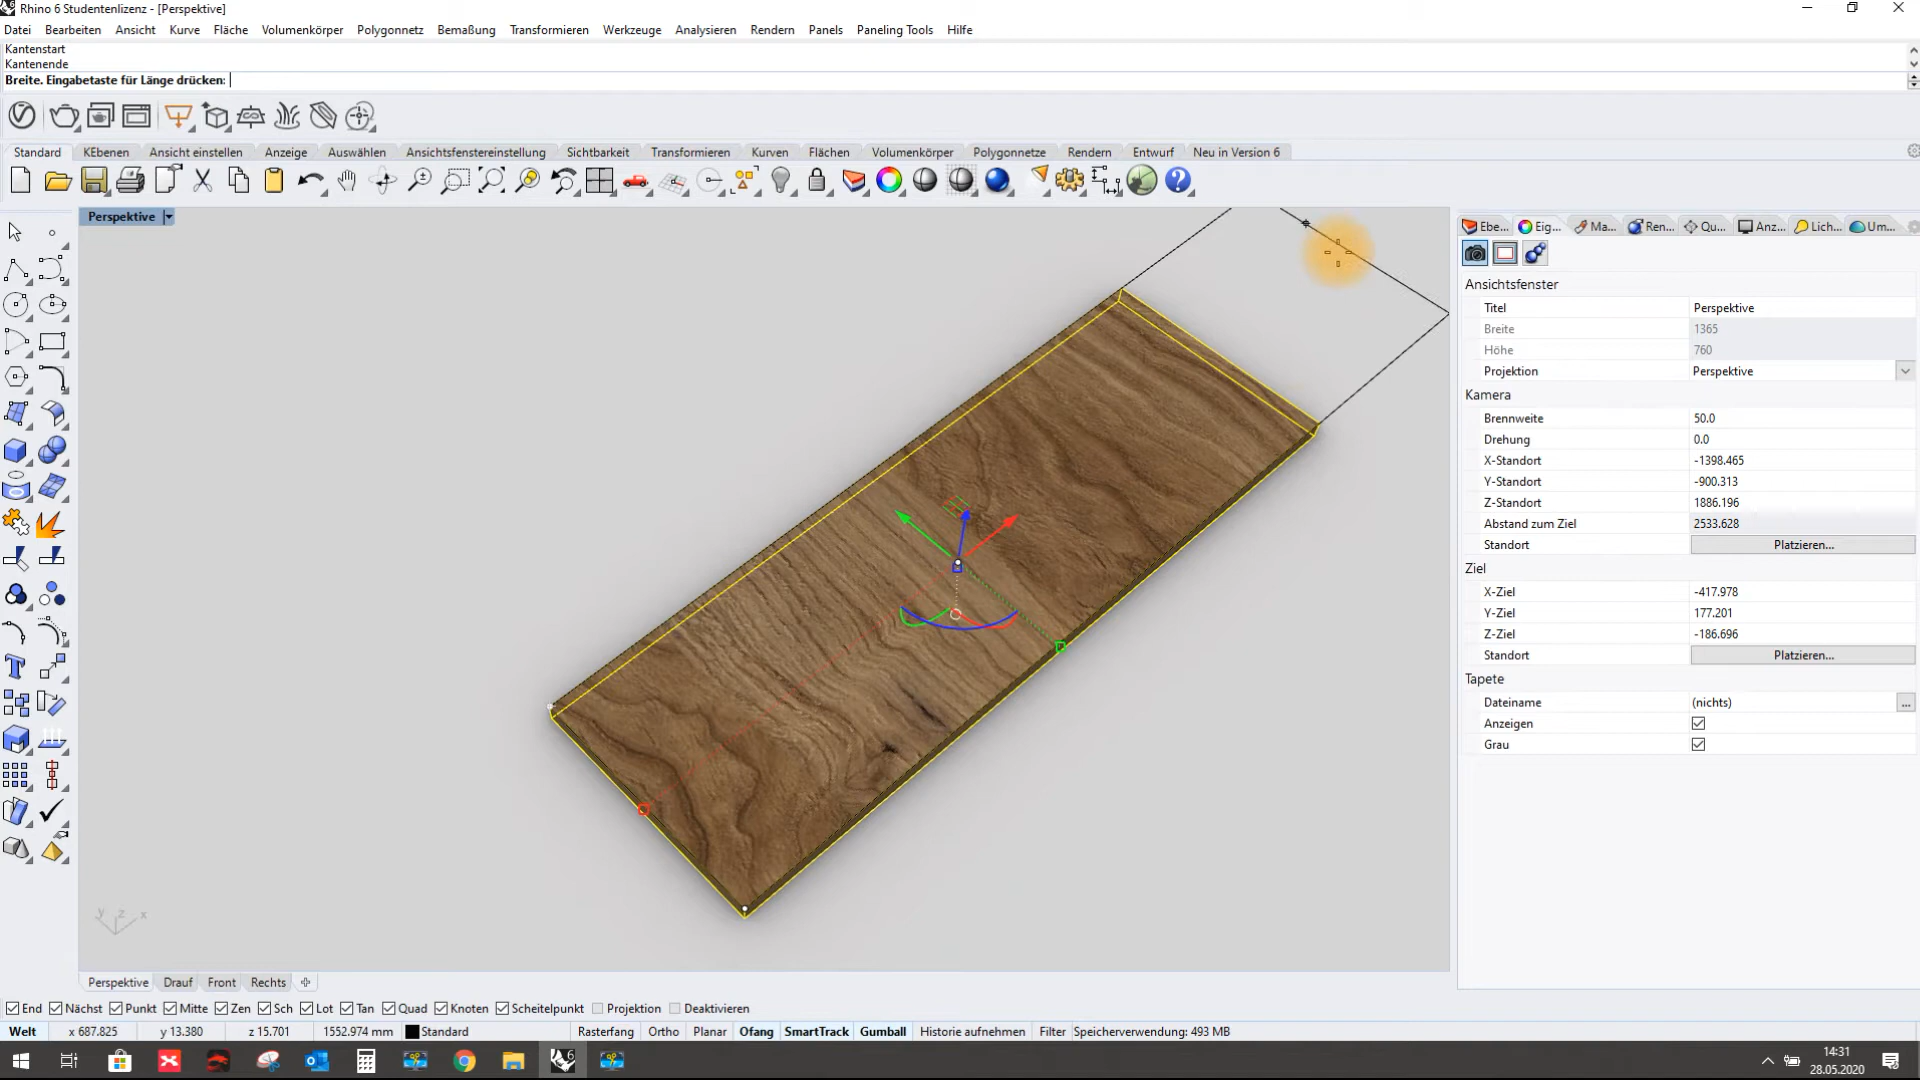 Rhino 6 Studentenlizenz - [Perspektive]
Datei Bearbeiten Ansicht Kurve Fläche Volumenkörper Polygonnetz Bemaßung Transformieren Werkzeuge Analysieren Rendern Panels Paneling Tools Hilfe
Kantenstart
Kantenende
Breite. Eingabetaste für Länge drücken:
Standard KEbenen Ansicht einstellen Anzeige Auswählen Ansichtsfenstereinstellung Sichtbarkeit Transformieren Kurven Flächen Volumenkörper Polygonnetze Rendern Entwurf Neu in Version 6
Perspektive
Ebe... Eig... Ma... Ren... Qu... Anz... Lich... Um...
Ansichtsfenster
Titel Perspektive
Breite 1365
Höhe 760
Projektion Perspektive
Kamera
Brennweite 50.0
Drehung 0.0
X-Standort -1398.465
Y-Standort -900.313
Z-Standort 1886.196
Abstand zum Ziel 2533.628
Standort Platzieren...
Ziel
X-Ziel -417.978
Y-Ziel 177.201
Z-Ziel -186.696
Standort Platzieren...
Tapete
Dateiname (nichts) ...
Anzeigen
Grau
y z x
Perspektive Drauf Front Rechts
End Nächst Punkt Mitte Zen Sch Lot Tan Quad Knoten Scheitelpunkt Projektion Deaktivieren
Welt x 687.825 y 13.380 z 15.701 1552.974 mm Standard Rasterfang Ortho Planar Ofang SmartTrack Gumball Historie aufnehmen Filter Speicherverwendung: 493 MB
14:31
28.05.2020